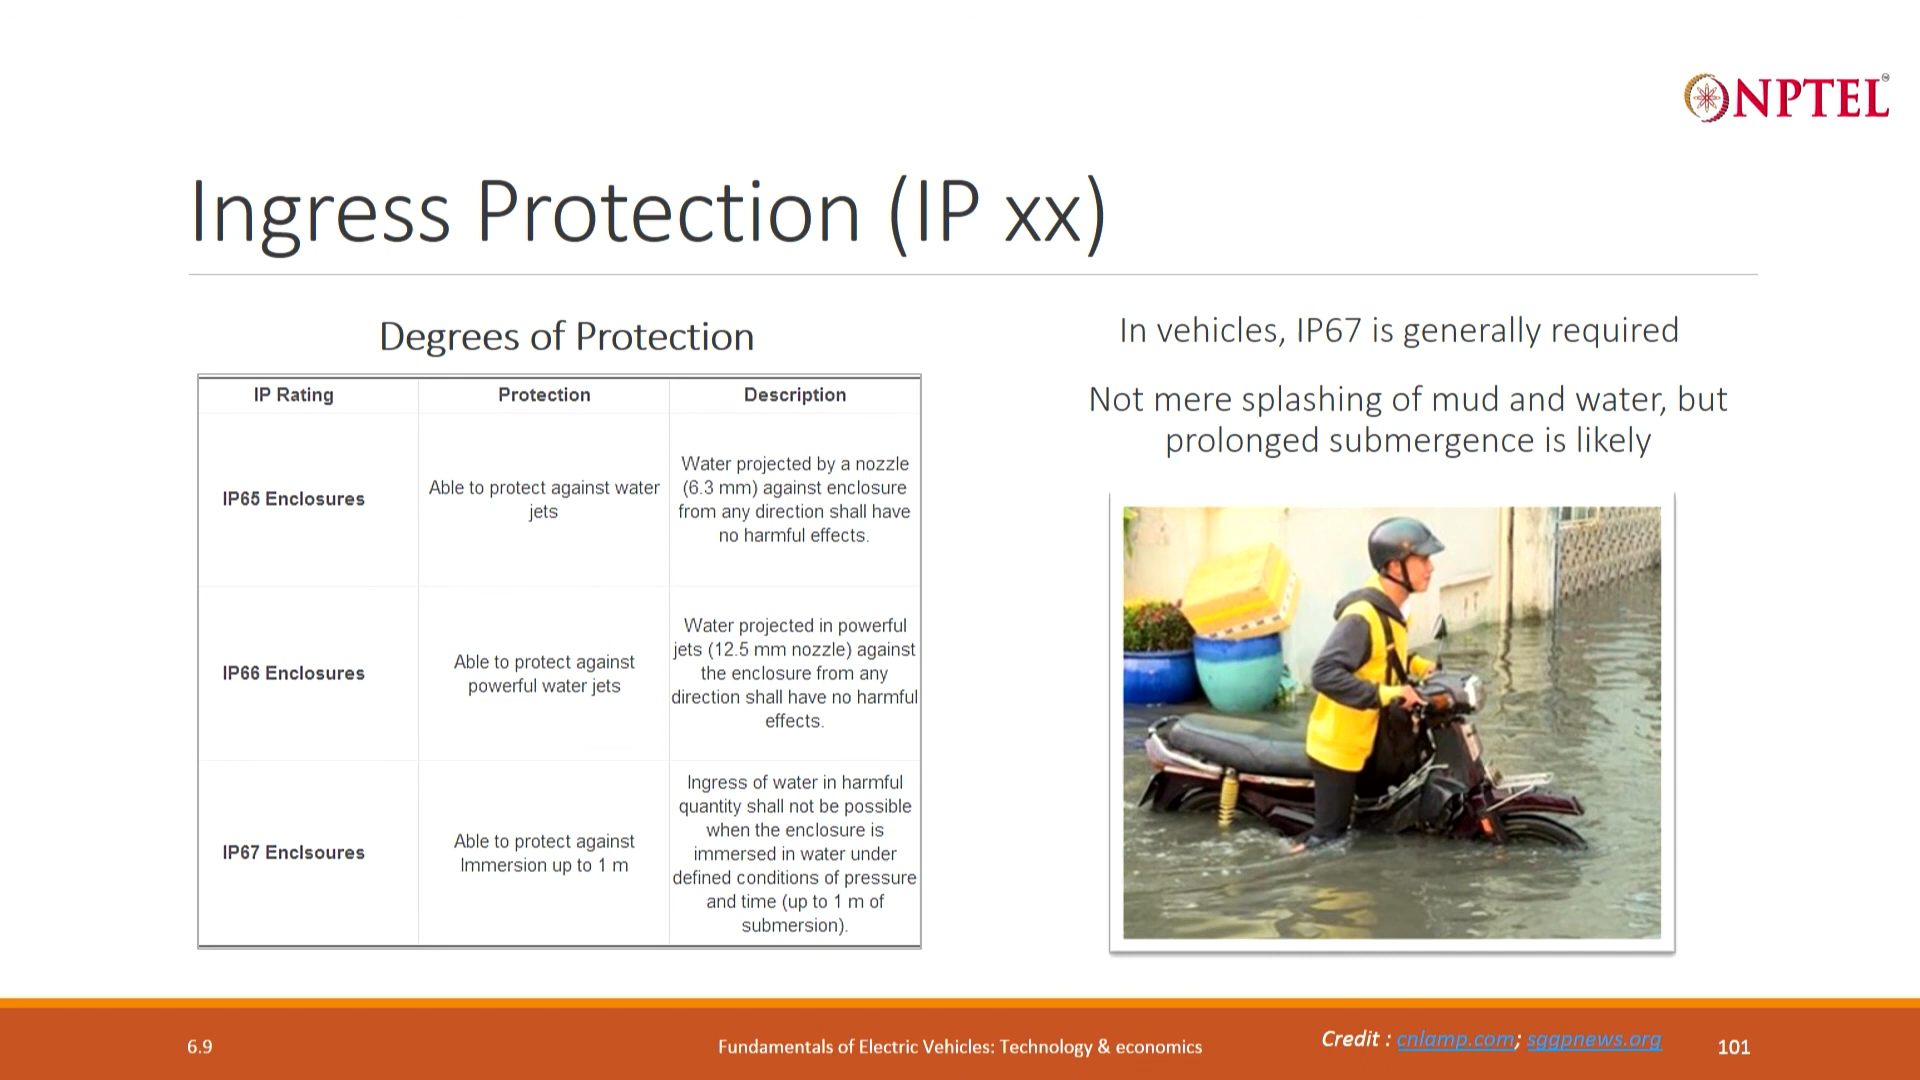 NPTEL
Ingress Protection (IP xx)
Degrees of Protection
IP Rating
Protection
Description
IP65 Enclosures
Able to protect against water
jets
Water projected by a nozzle
(6.3 mm) against enclosure
from any direction shall have
no harmful effects.
IP66 Enclosures
Able to protect against
powerful water jets
Water projected in powerful
jets (12.5 mm nozzle) against
the enclosure from any
direction shall have no harmful
effects.
IP67 Enclsoures
Able to protect against
Immersion up to 1 m
Ingress of water in harmful
quantity shall not be possible
when the enclosure is
immersed in water under
defined conditions of pressure
and time (up to 1 m of
submersion).
In vehicles, IP67 is generally required
Not mere splashing of mud and water, but
prolonged submergence is likely
6.9
Fundamentals of Electric Vehicles: Technology & economics
Credit : cnlamp.com; sggpnews.org
101